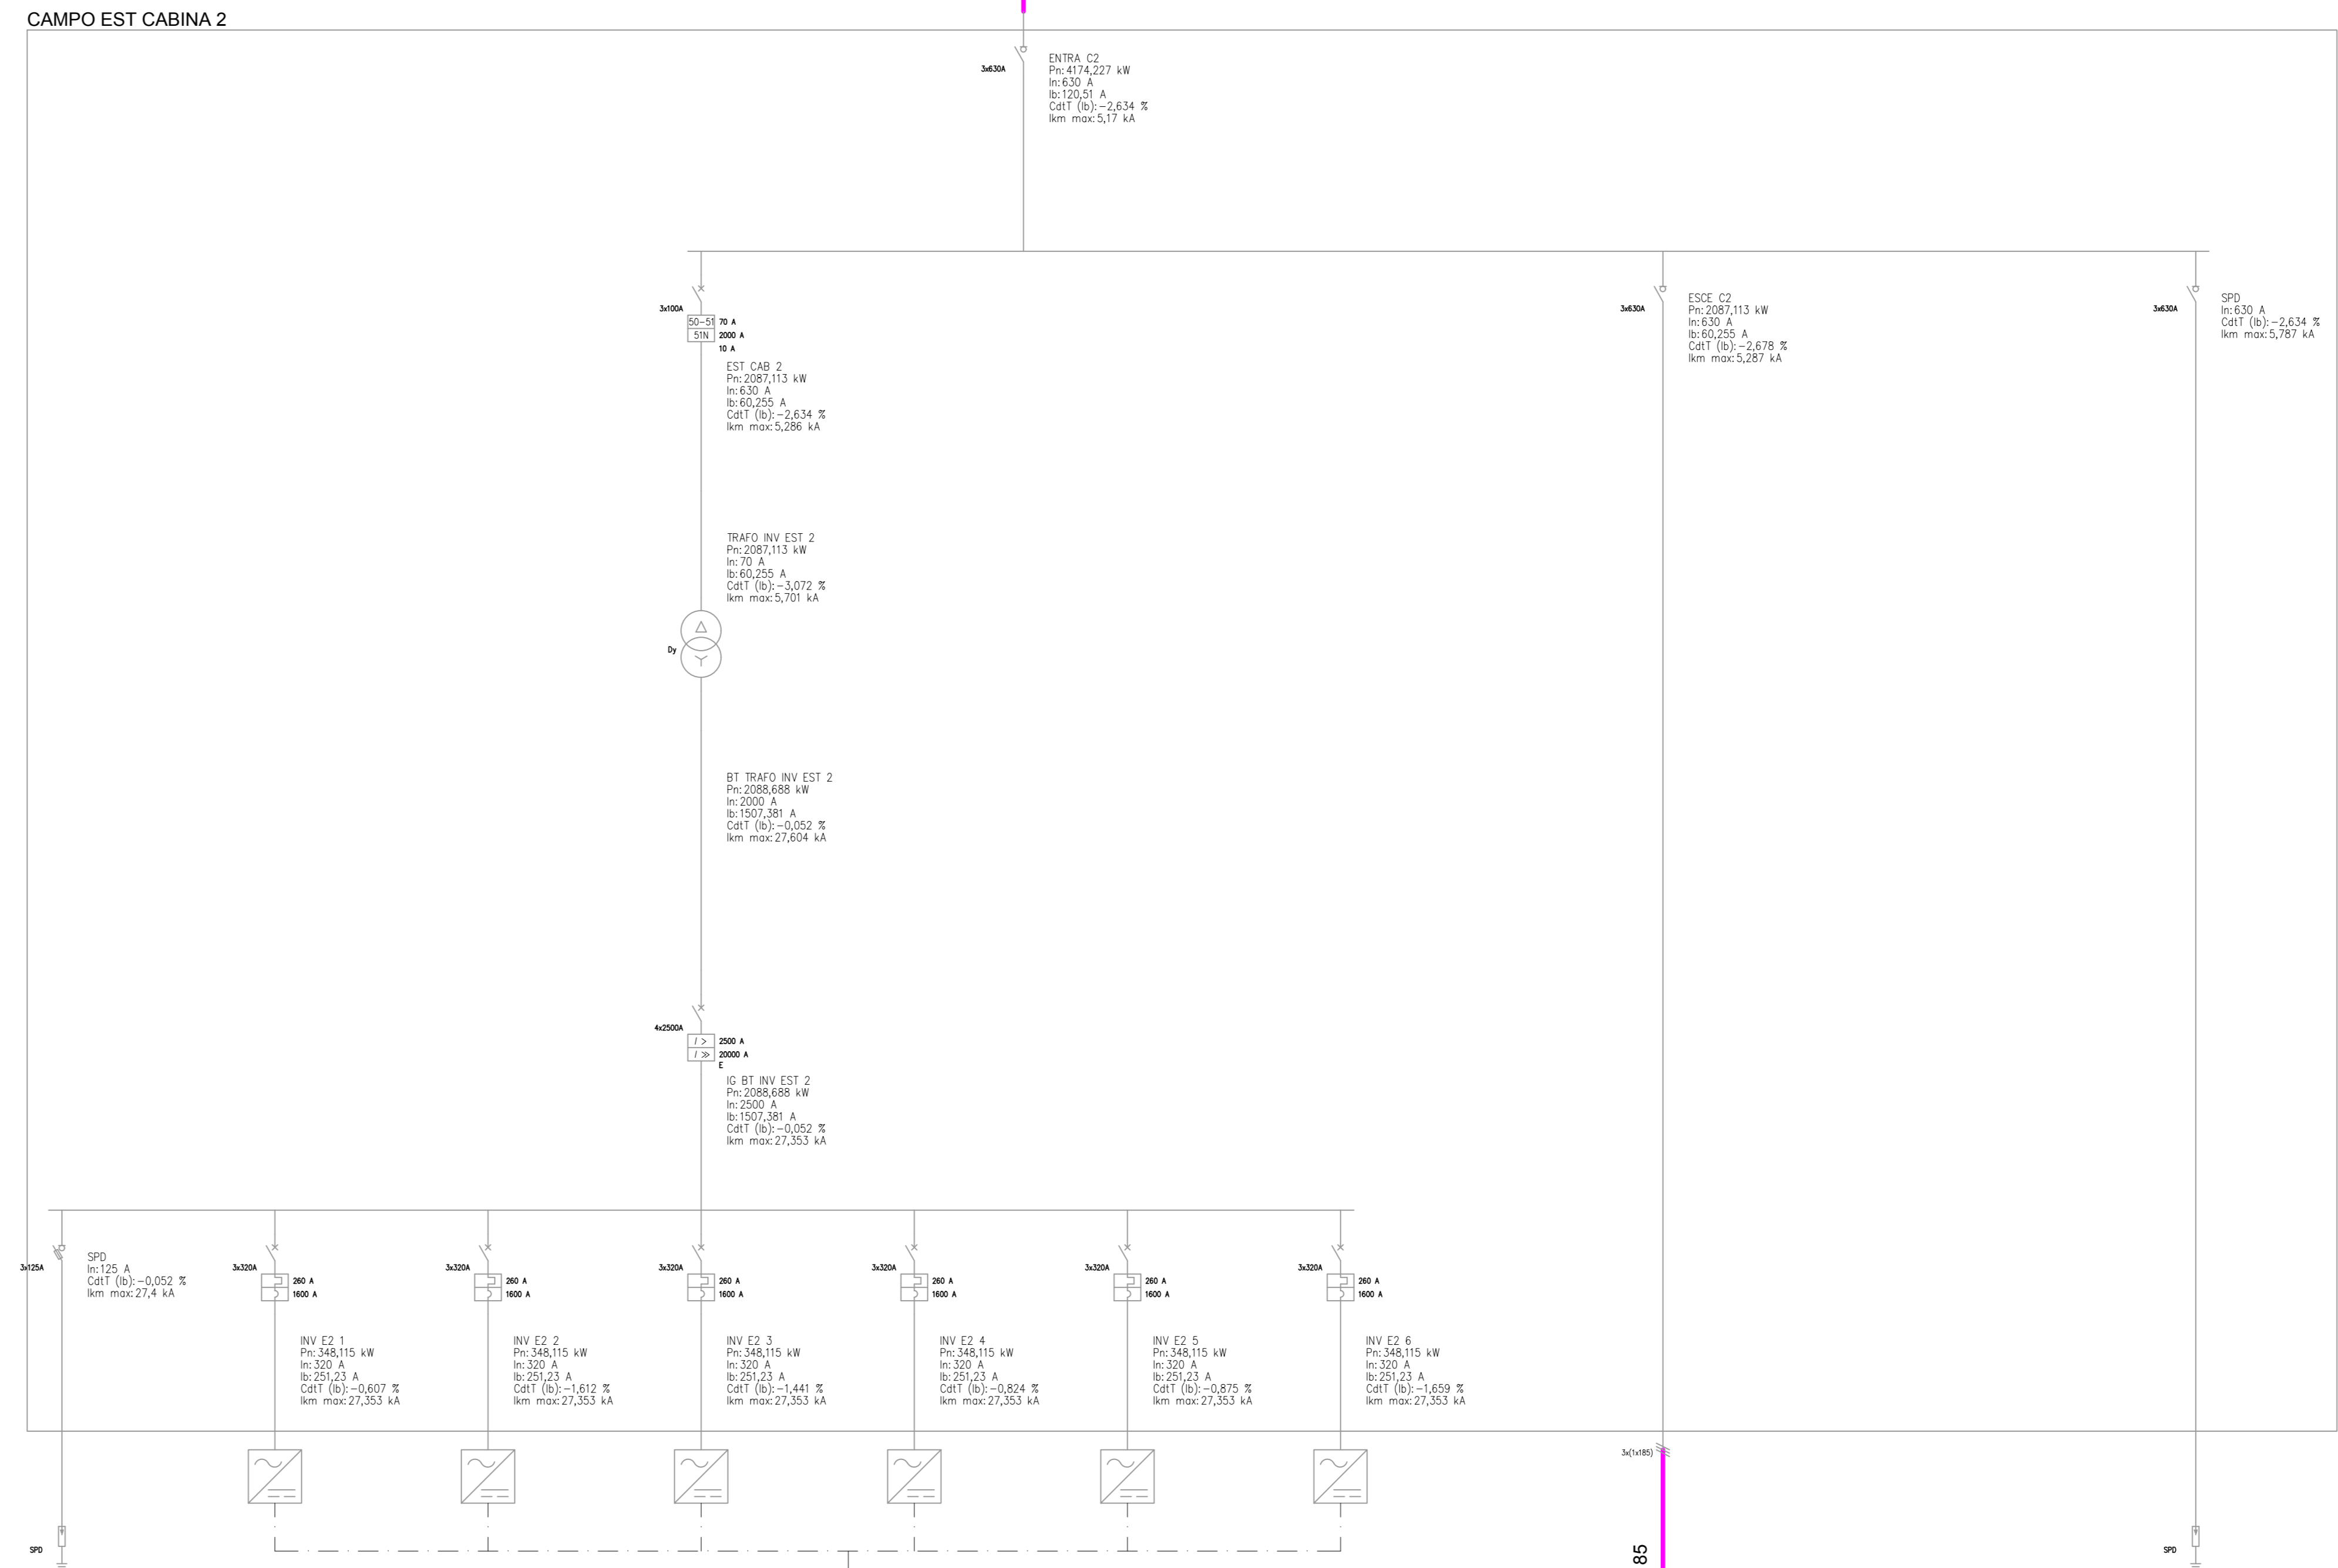 CAMPO EST CABINA 2
3x630A
ENTRA C2
Pn: 4174,227 kW
In: 630 A
Ib: 120,51 A
CdtT (Ib): -2,634 %
Ikm max: 5,17 kA
3x100A
50-51
70 A
51N
2000 A
10 A
EST CAB 2
Pn: 2087,113 kW
In: 630 A
Ib: 60,255 A
CdtT (Ib): -2,634 %
Ikm max: 5,286 kA
3x630A
ESCE C2
Pn: 2087,113 kW
In: 630 A
Ib: 60,255 A
CdtT (Ib): -2,678 %
Ikm max: 5,287 kA
3x630A
SPD
In: 630 A
CdtT (Ib): -2,634 %
Ikm max: 5,787 kA
TRAFO INV EST 2
Pn: 2087,113 kW
In: 70 A
Ib: 60,255 A
CdtT (Ib): -3,072 %
Ikm max: 5,701 kA
Dy
BT TRAFO INV EST 2
Pn: 2088,688 kW
In: 2000 A
Ib: 1507,381 A
CdtT (Ib): -0,052 %
Ikm max: 27,604 kA
4x2500A
I >
2500 A
I >>
20000 A
E
IG BT INV EST 2
Pn: 2088,688 kW
In: 2500 A
Ib: 1507,381 A
CdtT (Ib): -0,052 %
Ikm max: 27,353 kA
3x125A
SPD
In: 125 A
CdtT (Ib): -0,052 %
Ikm max: 27,4 kA
3x320A
260 A
1600 A
INV E2 1
Pn: 348,115 kW
In: 320 A
Ib: 251,23 A
CdtT (Ib): -0,607 %
Ikm max: 27,353 kA
3x320A
260 A
1600 A
INV E2 2
Pn: 348,115 kW
In: 320 A
Ib: 251,23 A
CdtT (Ib): -1,612 %
Ikm max: 27,353 kA
3x320A
260 A
1600 A
INV E2 3
Pn: 348,115 kW
In: 320 A
Ib: 251,23 A
CdtT (Ib): -1,441 %
Ikm max: 27,353 kA
3x320A
260 A
1600 A
INV E2 4
Pn: 348,115 kW
In: 320 A
Ib: 251,23 A
CdtT (Ib): -0,824 %
Ikm max: 27,353 kA
3x320A
260 A
1600 A
INV E2 5
Pn: 348,115 kW
In: 320 A
Ib: 251,23 A
CdtT (Ib): -0,875 %
Ikm max: 27,353 kA
3x320A
260 A
1600 A
INV E2 6
Pn: 348,115 kW
In: 320 A
Ib: 251,23 A
CdtT (Ib): -1,659 %
Ikm max: 27,353 kA
3x(1x185)
85
SPD
SPD